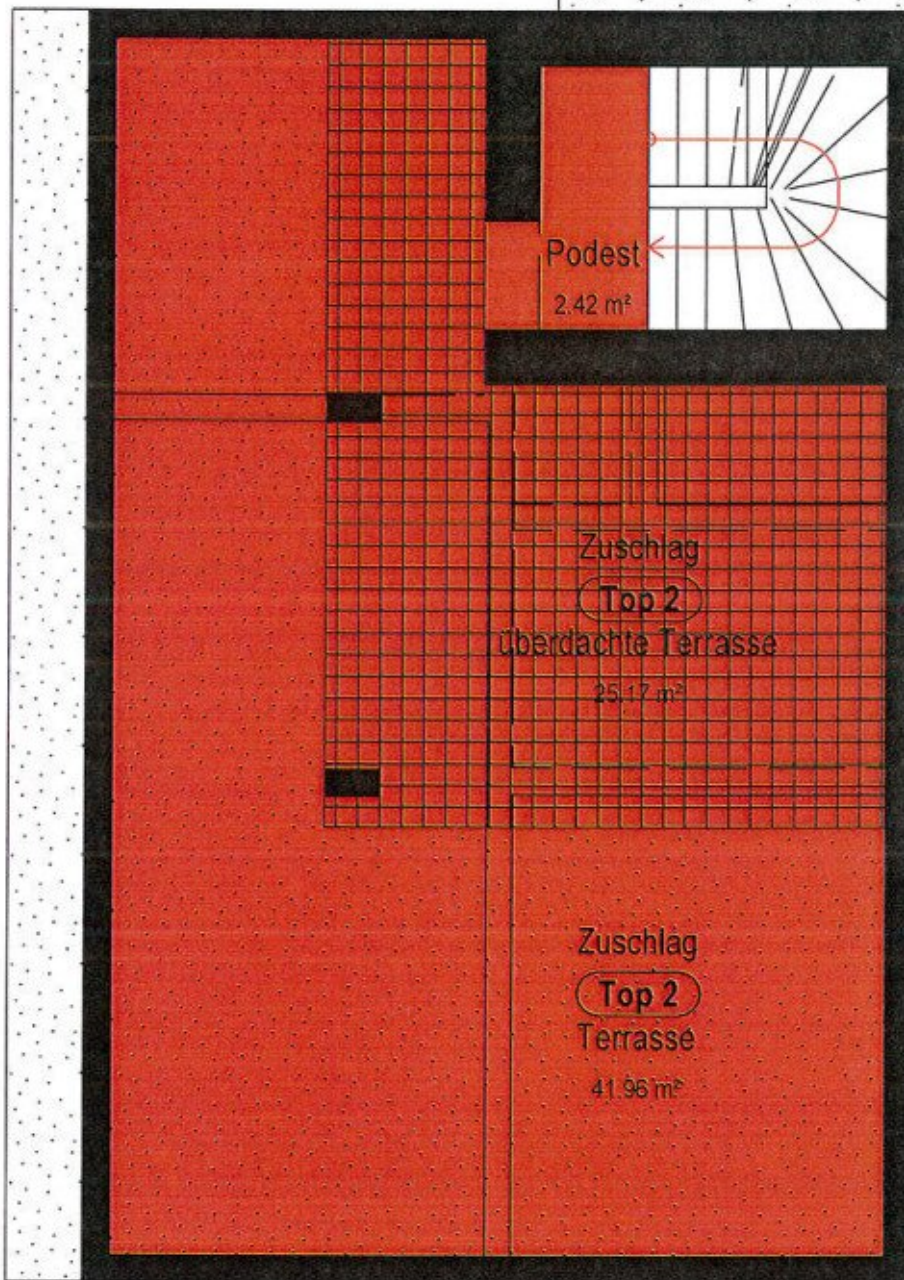 Podest
2.42 m²
Zuschlag
Top 2
überdachte Terrasse
25.17 m²
Zuschlag
Top 2
Terrasse
41.96 m²